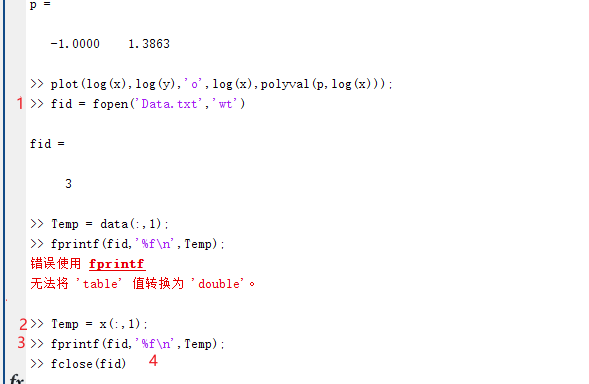 p =
-1.0000 1.3863
>> plot(log(x),log(y),'o',log(x),polyval(p,log(x)));
1 >> fid = fopen('Data.txt','wt')
fid =
3
>> Temp = data(:,1);
>> fprintf(fid,'%f\n',Temp);
错误使用 fprintf
无法将 'table' 值转换为 'double'。
2 >> Temp = x(:,1);
3 >> fprintf(fid,'%f\n',Temp);
>> fclose(fid) 4
fx